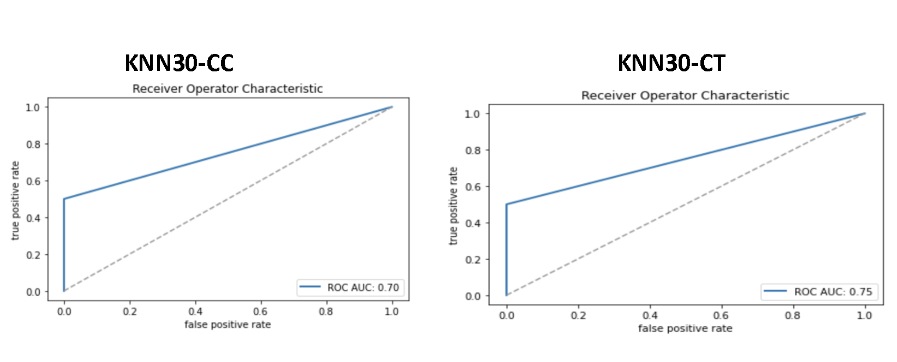 KNN30-CC
Receiver Operator Characteristic
1.0
0.8
0.6
0.4
0.2
0.0
true positive rate
ROC AUC: 0.70
0.0 0.2 0.4 0.6 0.8 1.0
false positive rate
KNN30-CT
Receiver Operator Characteristic
1.0
0.8
0.6
0.4
0.2
0.0
true positive rate
ROC AUC: 0.75
0.0 0.2 0.4 0.6 0.8 1.0
false positive rate